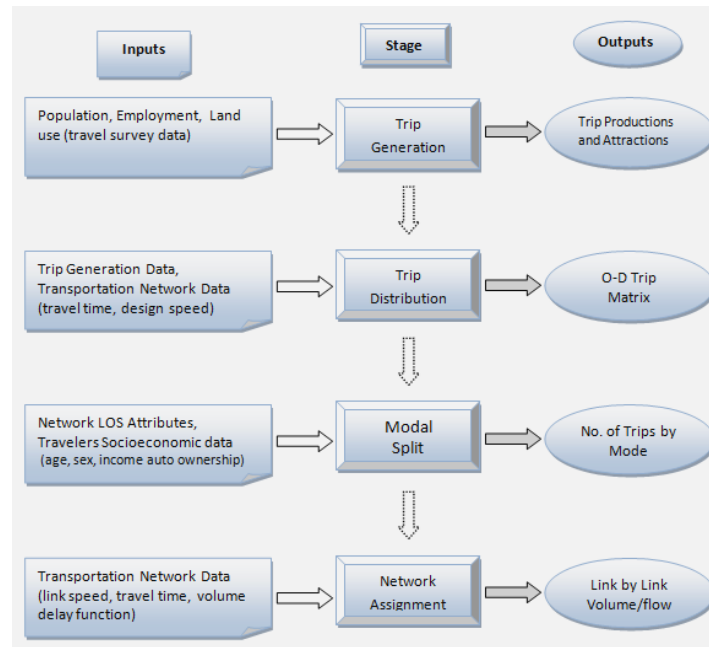 Inputs
Stage
Outputs
Population, Employment, Land
use (travel survey data)
Trip
Generation
Trip Productions
and Attractions
Trip Generation Data,
Transportation Network Data
(travel time, design speed)
Trip
Distribution
O-D Trip
Matrix
Network LOS Attributes,
Travelers Socioeconomic data
(age, sex, income auto ownership)
Modal
Split
No. of Trips by
Mode
Transportation Network Data
(link speed, travel time, volume
delay function)
Network
Assignment
Link by Link
Volume/flow